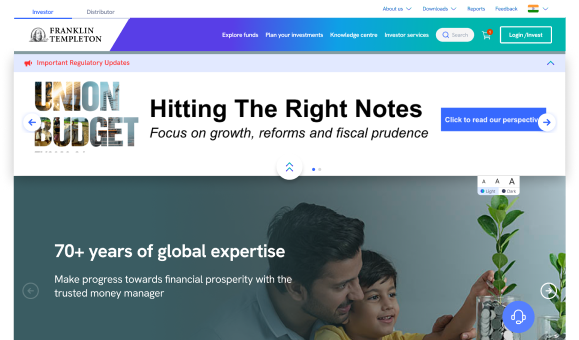 Investor
Distributor
About us
Downloads
Reports
Feedback
FRANKLIN
TEMPLETON
Explore funds
Plan your investments
Knowledge centre
Investor services
Search
Login /Invest
Important Regulatory Updates
UNION
BUDGET
Hitting The Right Notes
Focus on growth, reforms and fiscal prudence
Click to read our perspectiv
A A A
Light
Dark
70+ years of global expertise
Make progress towards financial prosperity with the
trusted money manager